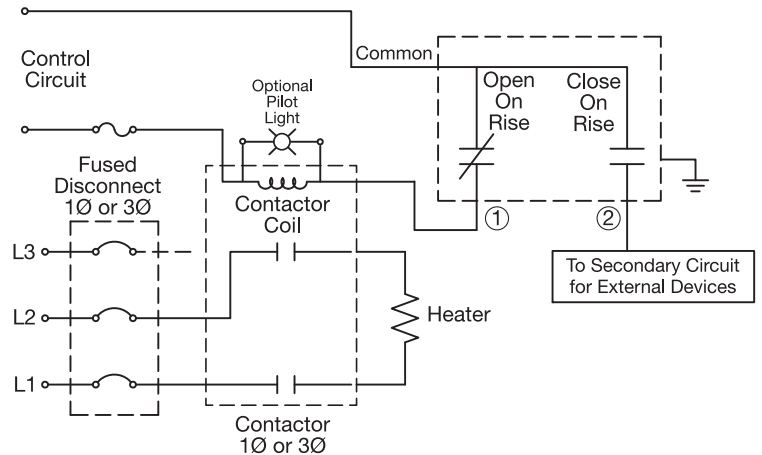 Control
Circuit
Common
Open
On
Rise
Close
On
Rise
Optional
Pilot
Light
Fused
Disconnect
1Ø or 3Ø
Contactor
Coil
1
2
L3
To Secondary Circuit
for External Devices
L2
Heater
L1
Contactor
1Ø or 3Ø